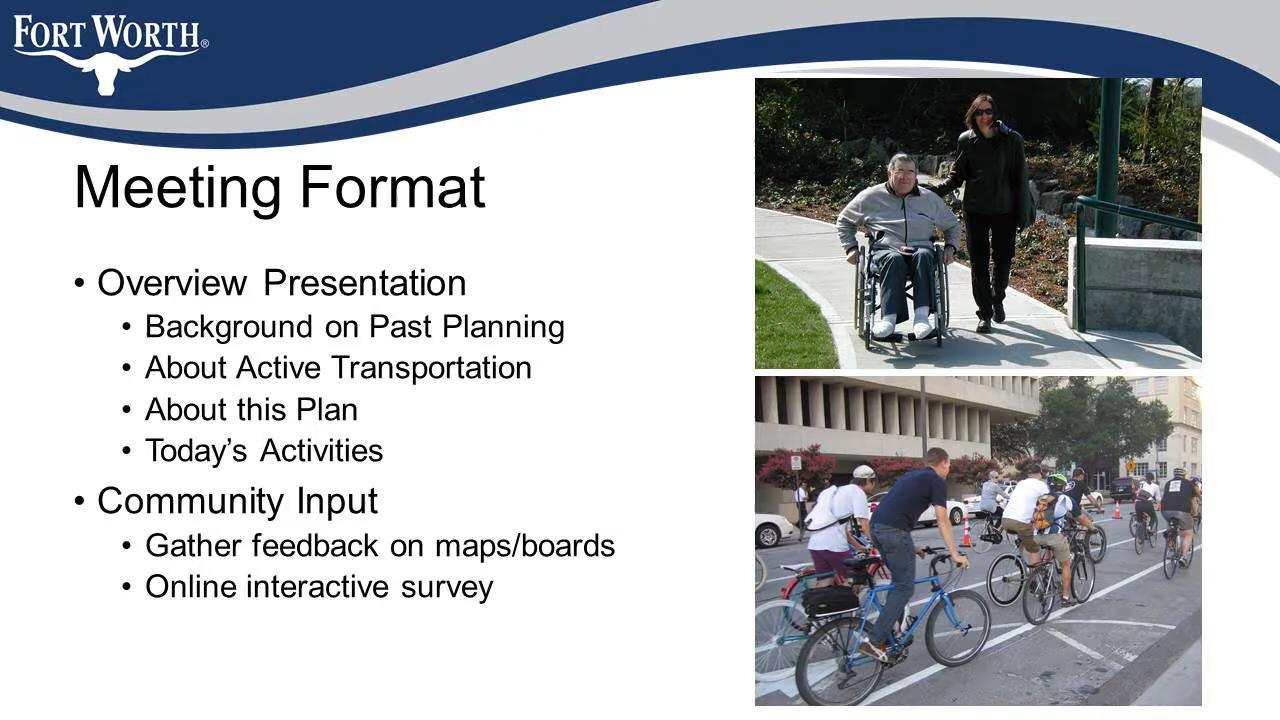 FORT WORTH®
Meeting Format
• Overview Presentation
• Background on Past Planning
• About Active Transportation
• About this Plan
• Today’s Activities
• Community Input
• Gather feedback on maps/boards
• Online interactive survey